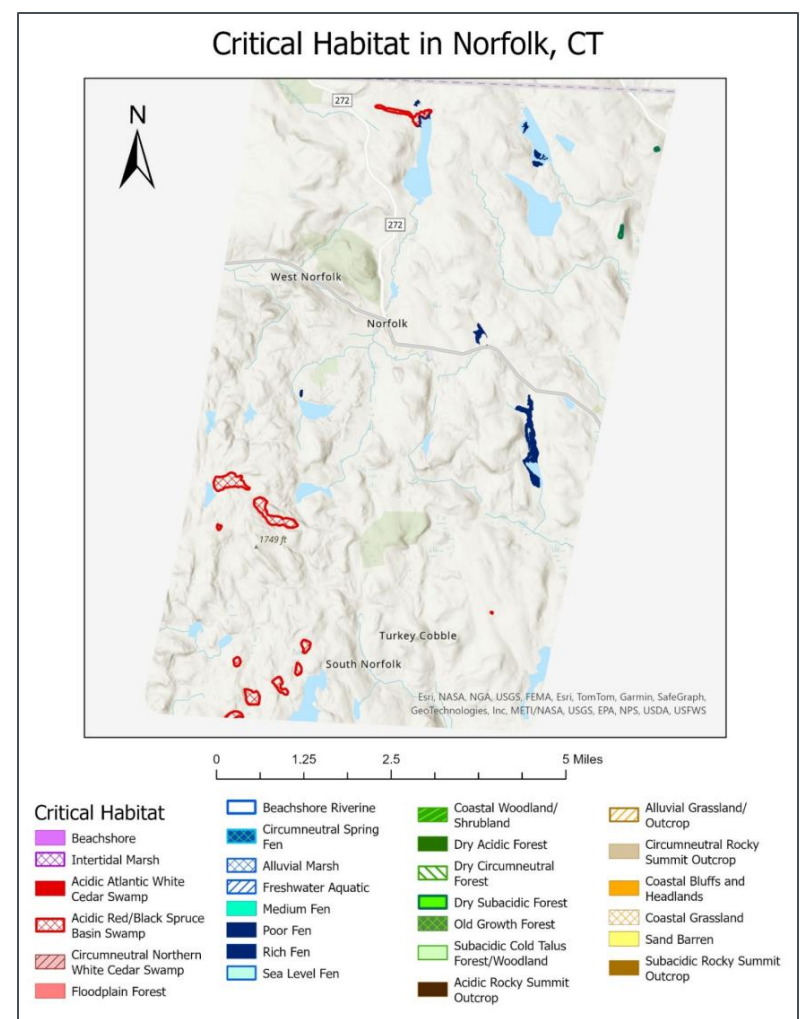 Critical Habitat in Norfolk, CT
N
272
272
West Norfolk
Norfolk
1749 ft
Turkey Cobble
South Norfolk
Esri, NASA, NGA, USGS, FEMA, Esri, TomTom, Garmin, SafeGraph,
GeoTechnologies, Inc, METI/NASA, USGS, EPA, NPS, USDA, USFWS
0 1.25 2.5 5 Miles
Critical Habitat
Beachshore
Intertidal Marsh
Acidic Atlantic White
Cedar Swamp
Acidic Red/Black Spruce
Basin Swamp
Circumneutral Northern
White Cedar Swamp
Floodplain Forest
Beachshore Riverine
Circumneutral Spring
Fen
Alluvial Marsh
Freshwater Aquatic
Medium Fen
Poor Fen
Rich Fen
Sea Level Fen
Coastal Woodland/
Shrubland
Dry Acidic Forest
Dry Circumneutral
Forest
Dry Subacidic Forest
Old Growth Forest
Subacidic Cold Talus
Forest/Woodland
Acidic Rocky Summit
Outcrop
Alluvial Grassland/
Outcrop
Circumneutral Rocky
Summit Outcrop
Coastal Bluffs and
Headlands
Coastal Grassland
Sand Barren
Subacidic Rocky Summit
Outcrop